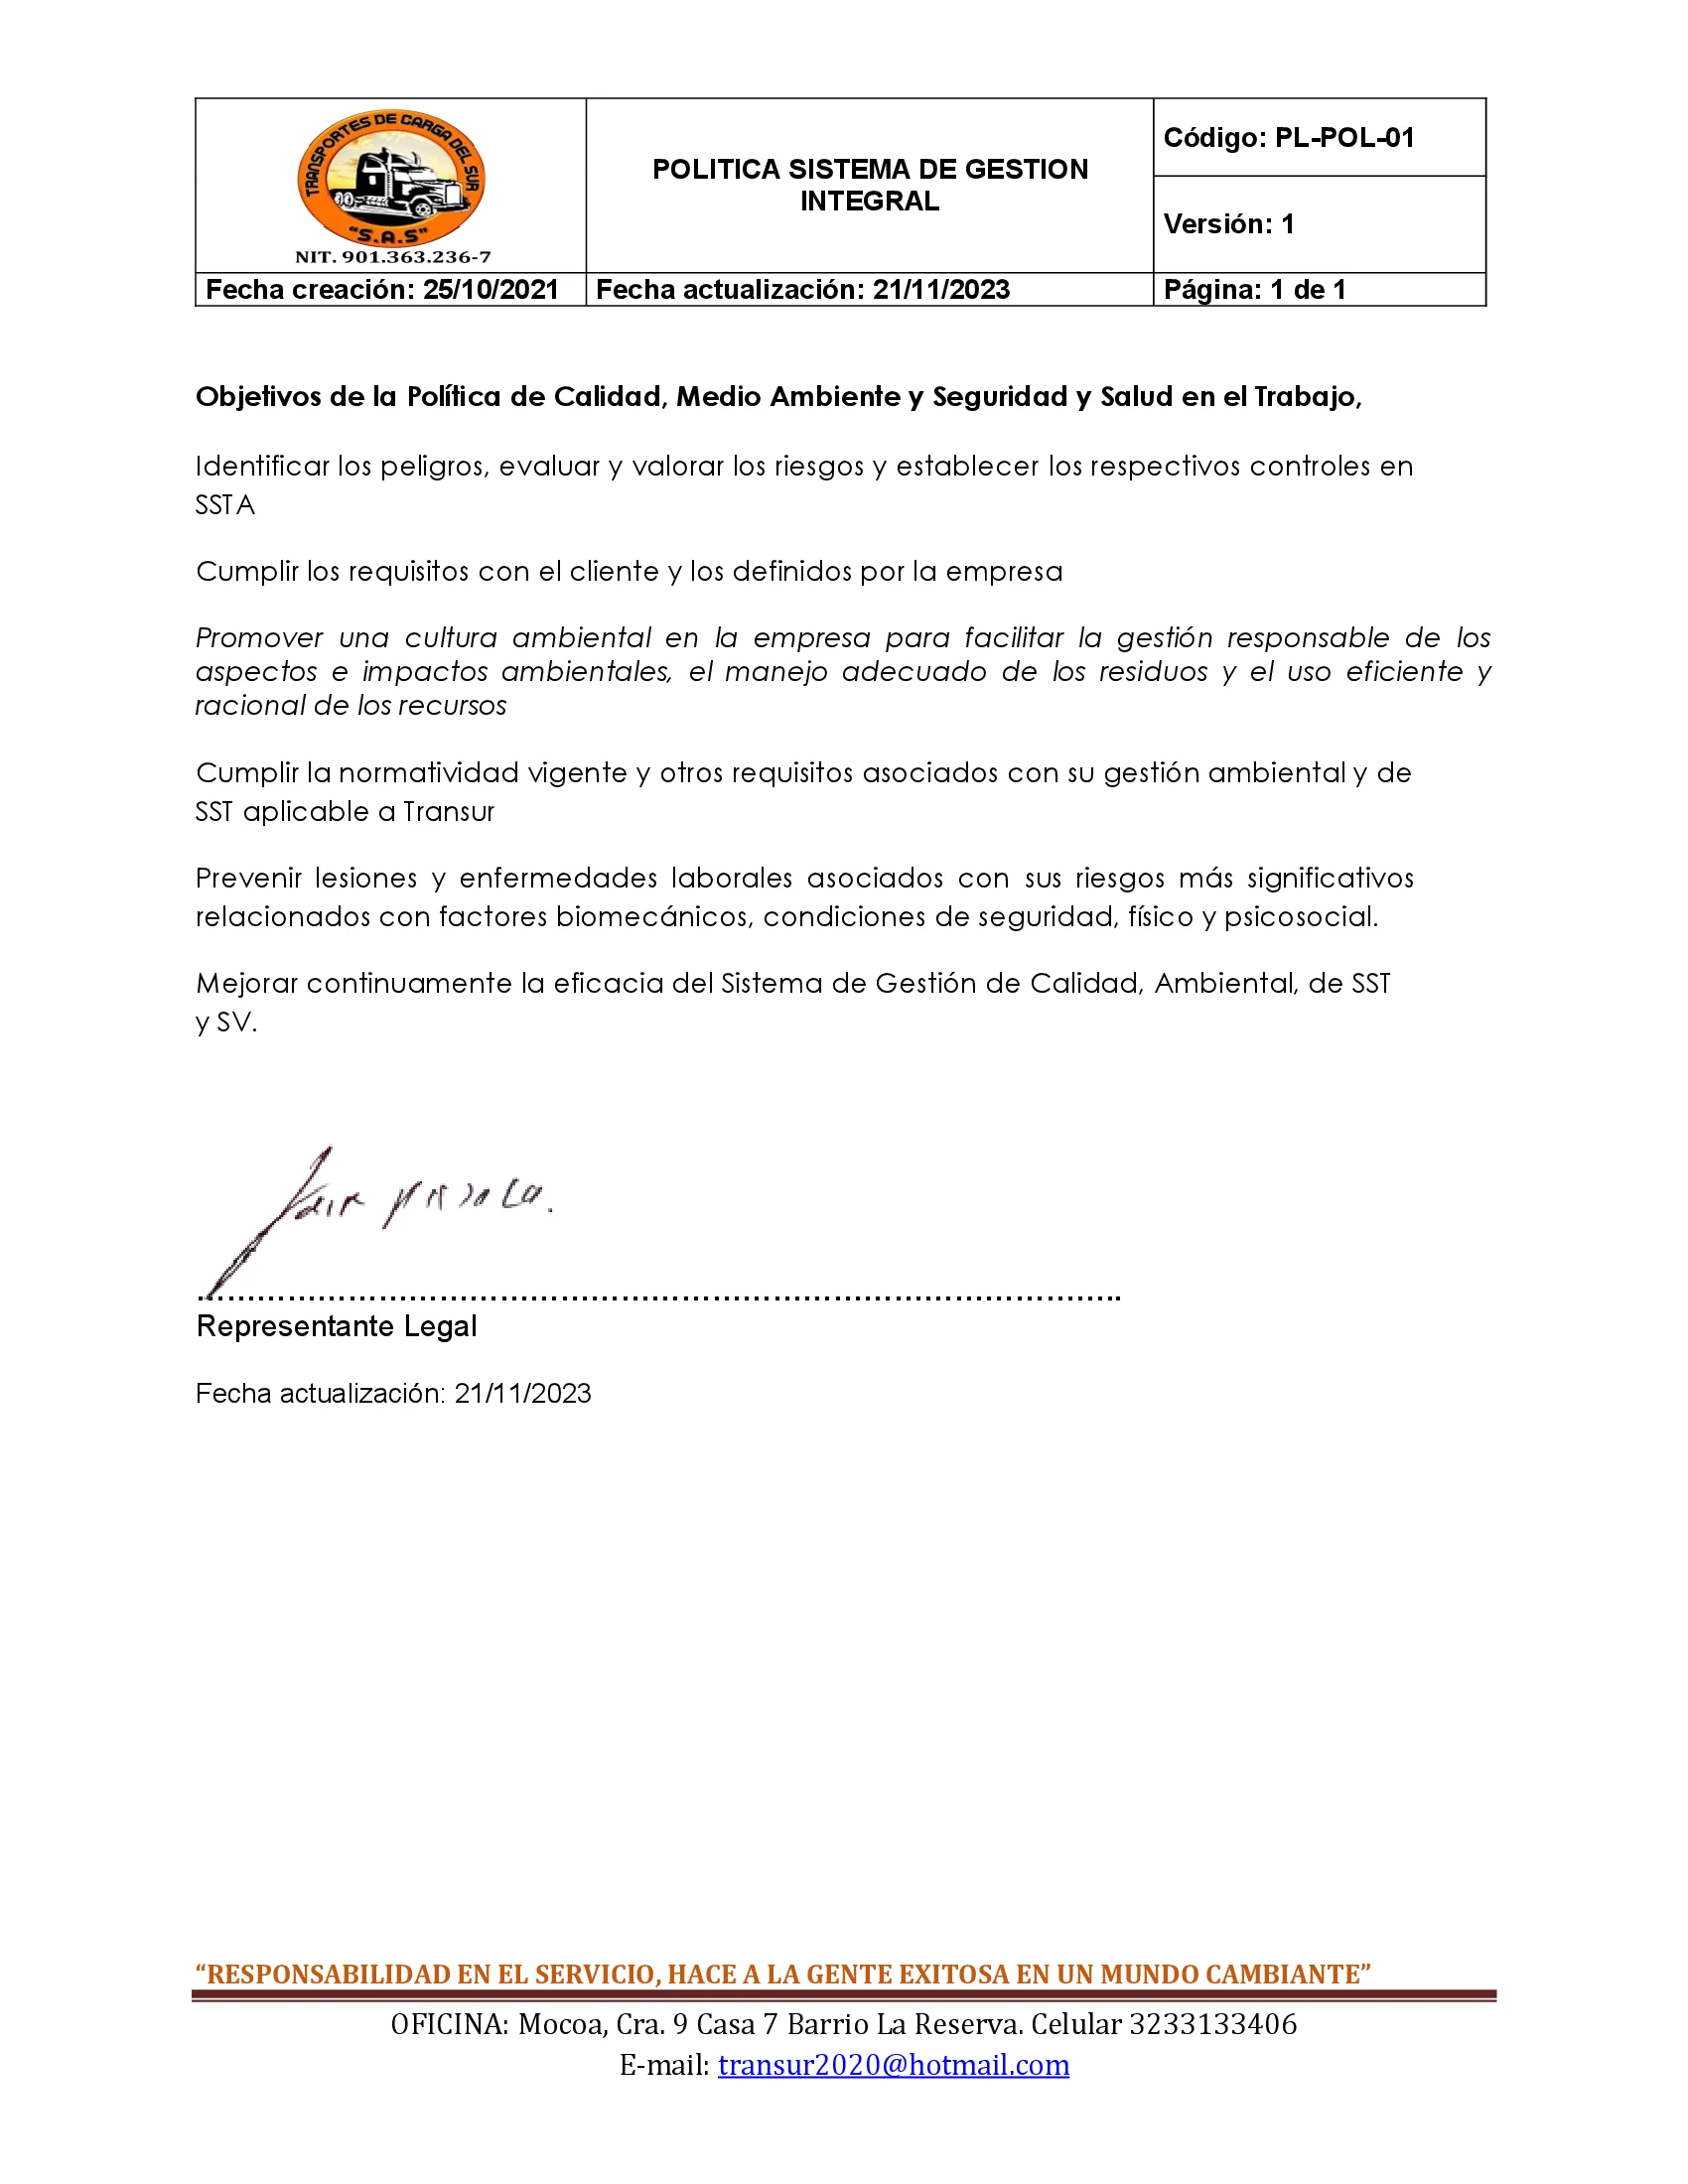 TRANSPORTES DE CARGA DEL SUR
"S.A.S"
NIT. 901.363.236-7
POLITICA SISTEMA DE GESTION
INTEGRAL
Código: PL-POL-01
Versión: 1
Fecha creación: 25/10/2021
Fecha actualización: 21/11/2023
Página: 1 de 1
Objetivos de la Política de Calidad, Medio Ambiente y Seguridad y Salud en el Trabajo,
Identificar los peligros, evaluar y valorar los riesgos y establecer los respectivos controles en
SSTA
Cumplir los requisitos con el cliente y los definidos por la empresa
Promover una cultura ambiental en la empresa para facilitar la gestión responsable de los
aspectos e impactos ambientales, el manejo adecuado de los residuos y el uso eficiente y
racional de los recursos
Cumplir la normatividad vigente y otros requisitos asociados con su gestión ambiental y de
SST aplicable a Transur
Prevenir lesiones y enfermedades laborales asociados con sus riesgos más significativos
relacionados con factores biomecánicos, condiciones de seguridad, físico y psicosocial.
Mejorar continuamente la eficacia del Sistema de Gestión de Calidad, Ambiental, de SST
y SV.
Representante Legal
Fecha actualización: 21/11/2023
“RESPONSABILIDAD EN EL SERVICIO, HACE A LA GENTE EXITOSA EN UN MUNDO CAMBIANTE”
OFICINA: Mocoa, Cra. 9 Casa 7 Barrio La Reserva. Celular 3233133406
E-mail: transur2020@hotmail.com